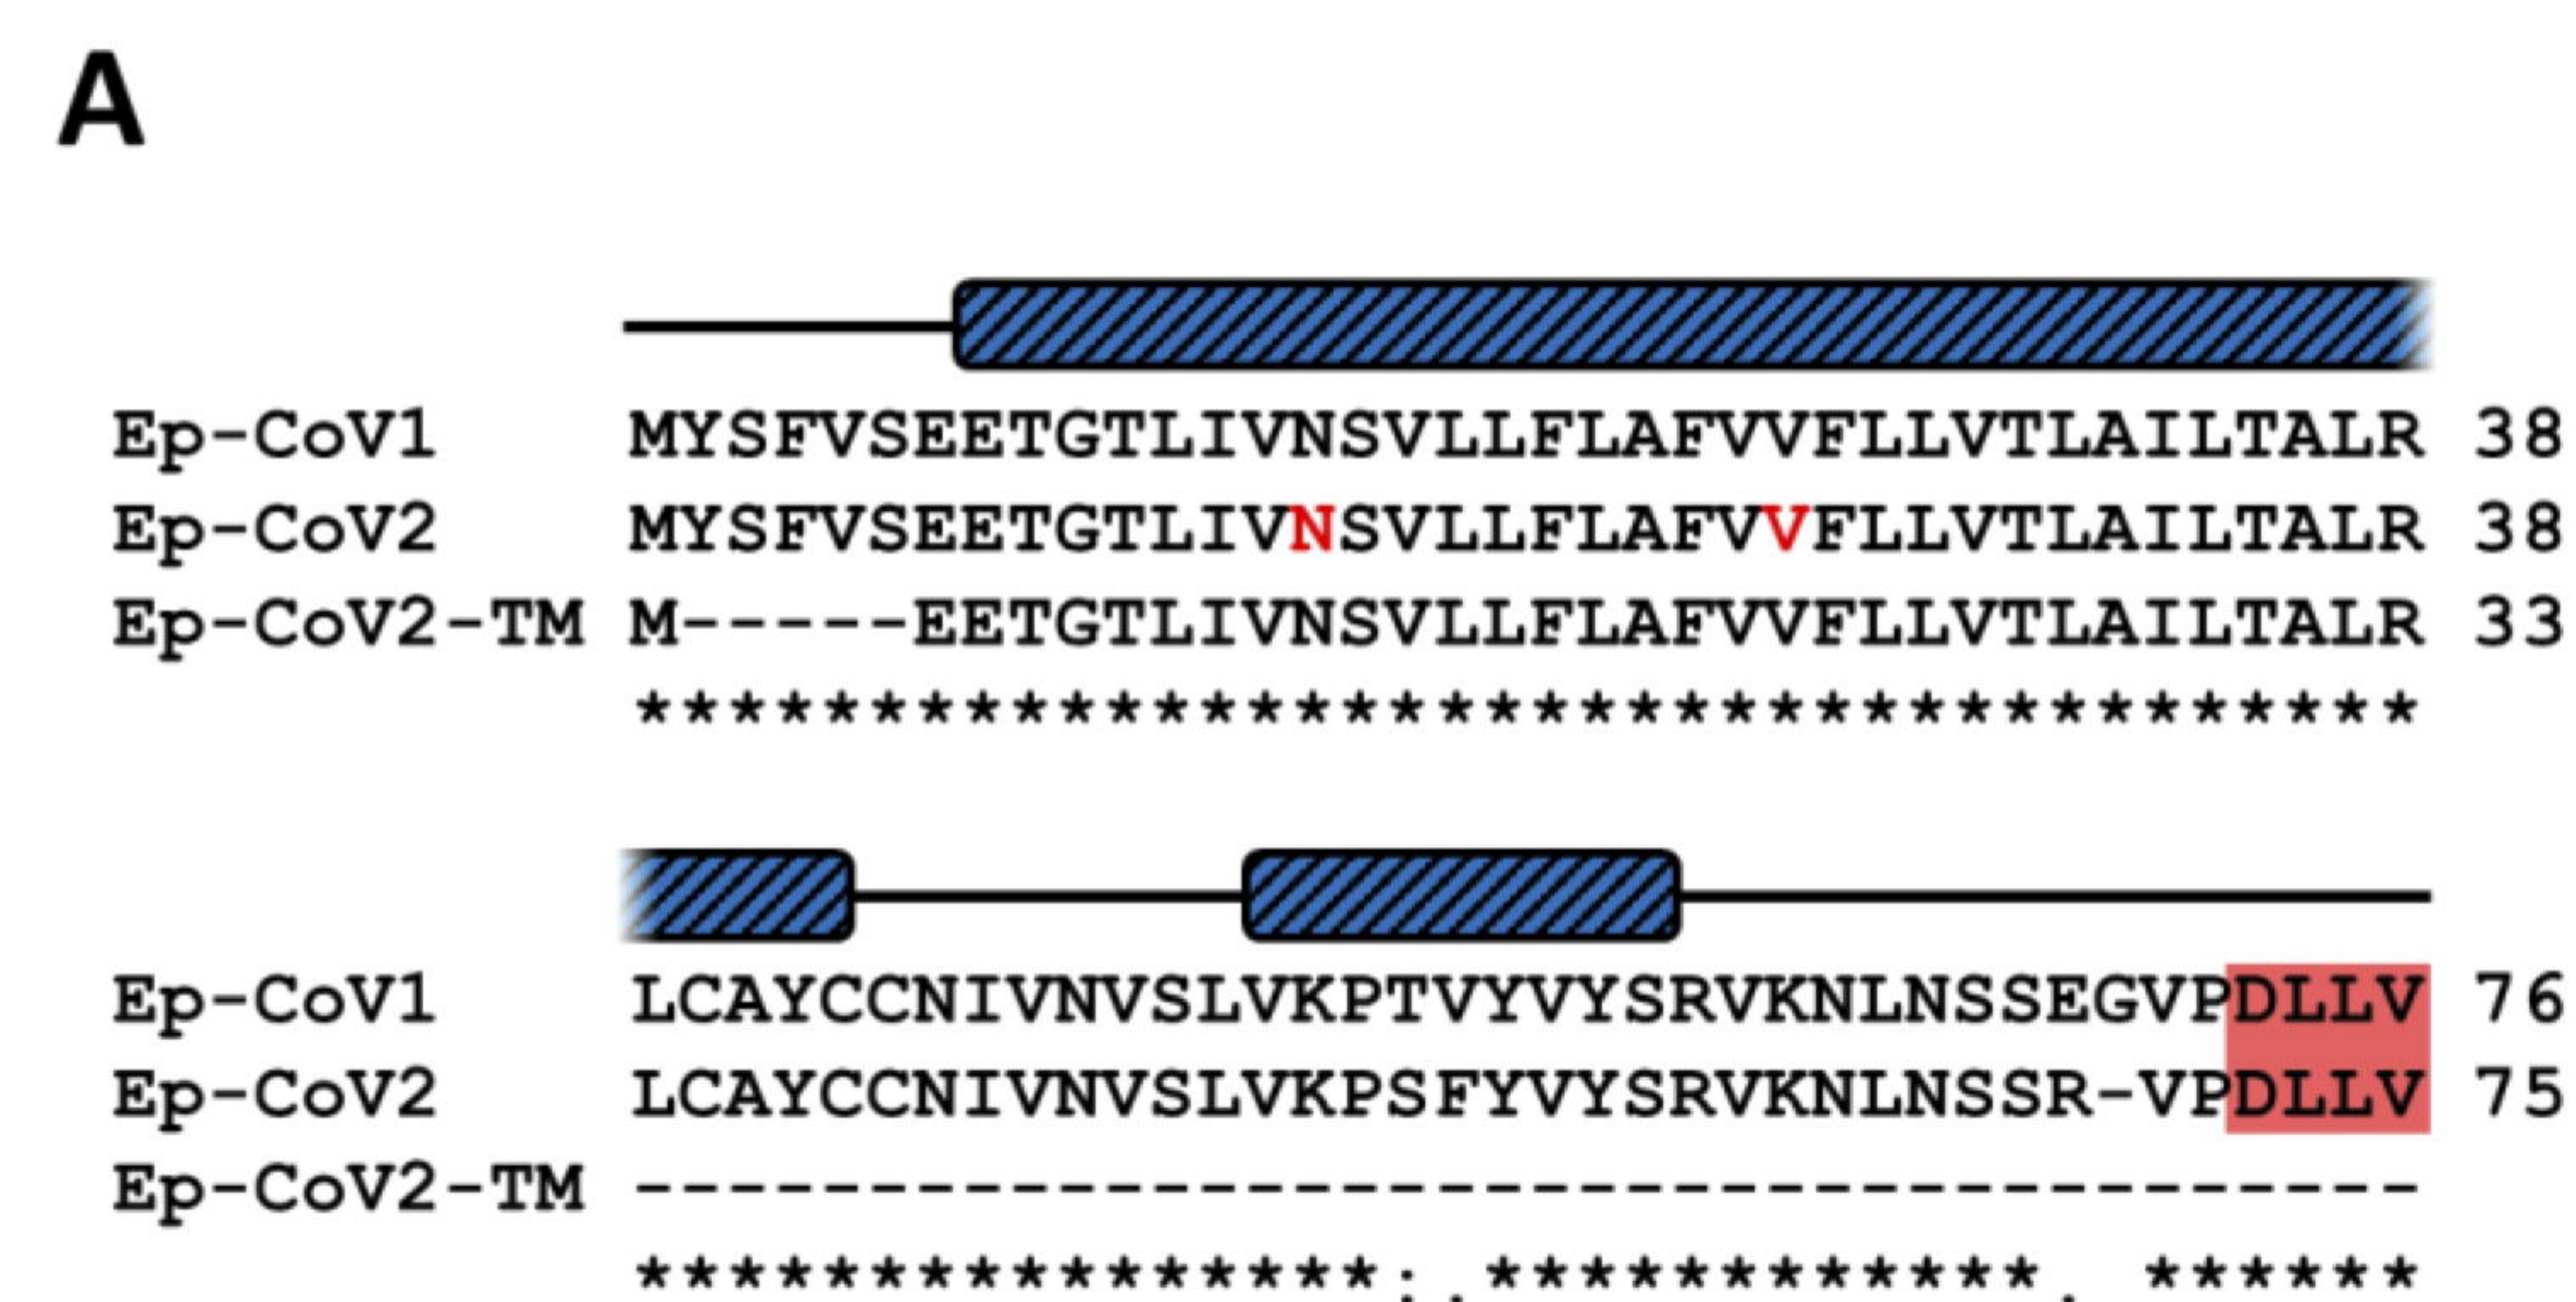 A
Ep-CoV1 MYSFVSEETGTLIVNSVLLFLAFVVFLLVTLAILTALR 38
Ep-CoV2 MYSFVSEETGTLIVNSVLLFLAFVVFLLVTLAILTALR 38
Ep-CoV2-TM M-----EETGTLIVNSVLLFLAFVVFLLVTLAILTALR 33
**************************************
Ep-CoV1 LCAYCCNIVNVSLVKPTVYVYSRVKNLNSSEGVPDLLV 76
Ep-CoV2 LCAYCCNIVNVSLVKPSFYVYSRVKNLNSSR-VPDLLV 75
Ep-CoV2-TM --------------------------------------
****************:.************. ******